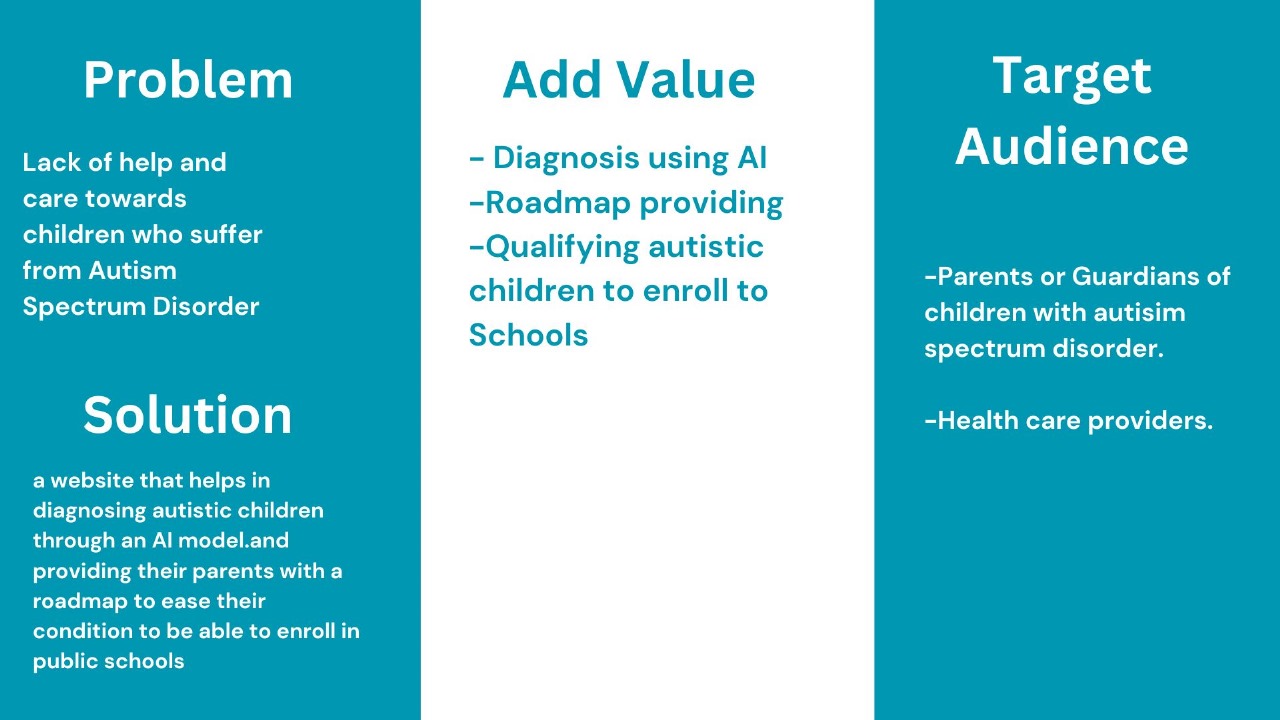 Problem
Lack of help and
care towards
children who suffer
from Autism
Spectrum Disorder
Solution
a website that helps in
diagnosing autistic children
through an AI model.and
providing their parents with a
roadmap to ease their
condition to be able to enroll in
public schools
Add Value
- Diagnosis using AI
-Roadmap providing
-Qualifying autistic
children to enroll to
Schools
Target
Audience
-Parents or Guardians of
children with autisim
spectrum disorder.
-Health care providers.